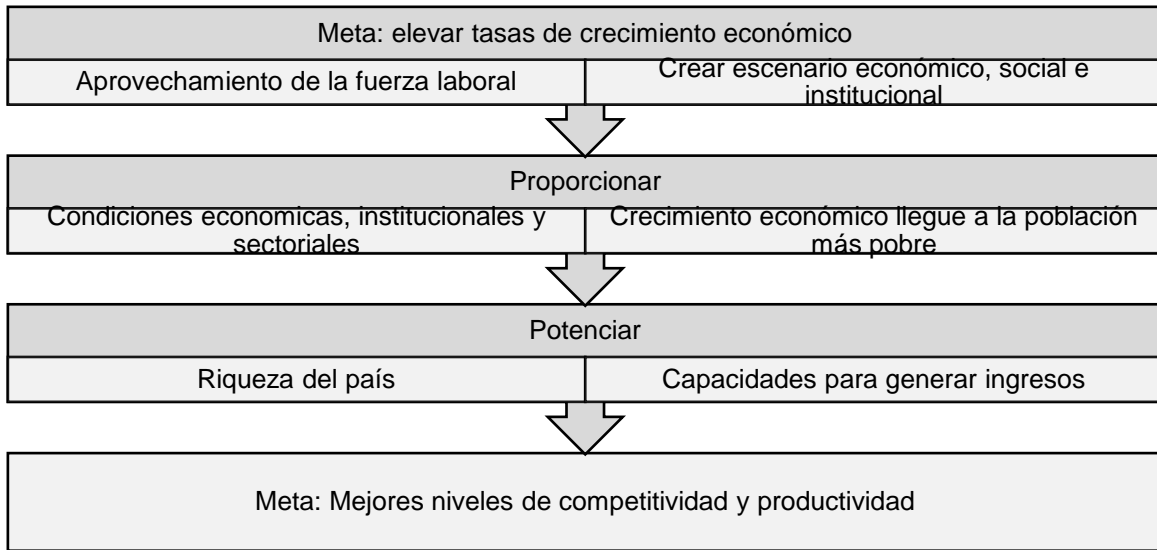 Meta: elevar tasas de crecimiento económico
Aprovechamiento de la fuerza laboral
Crear escenario económico, social e
institucional
Proporcionar
Condiciones economicas, institucionales y
sectoriales
Crecimiento económico llegue a la población
más pobre
Potenciar
Riqueza del país
Capacidades para generar ingresos
Meta: Mejores niveles de competitividad y productividad